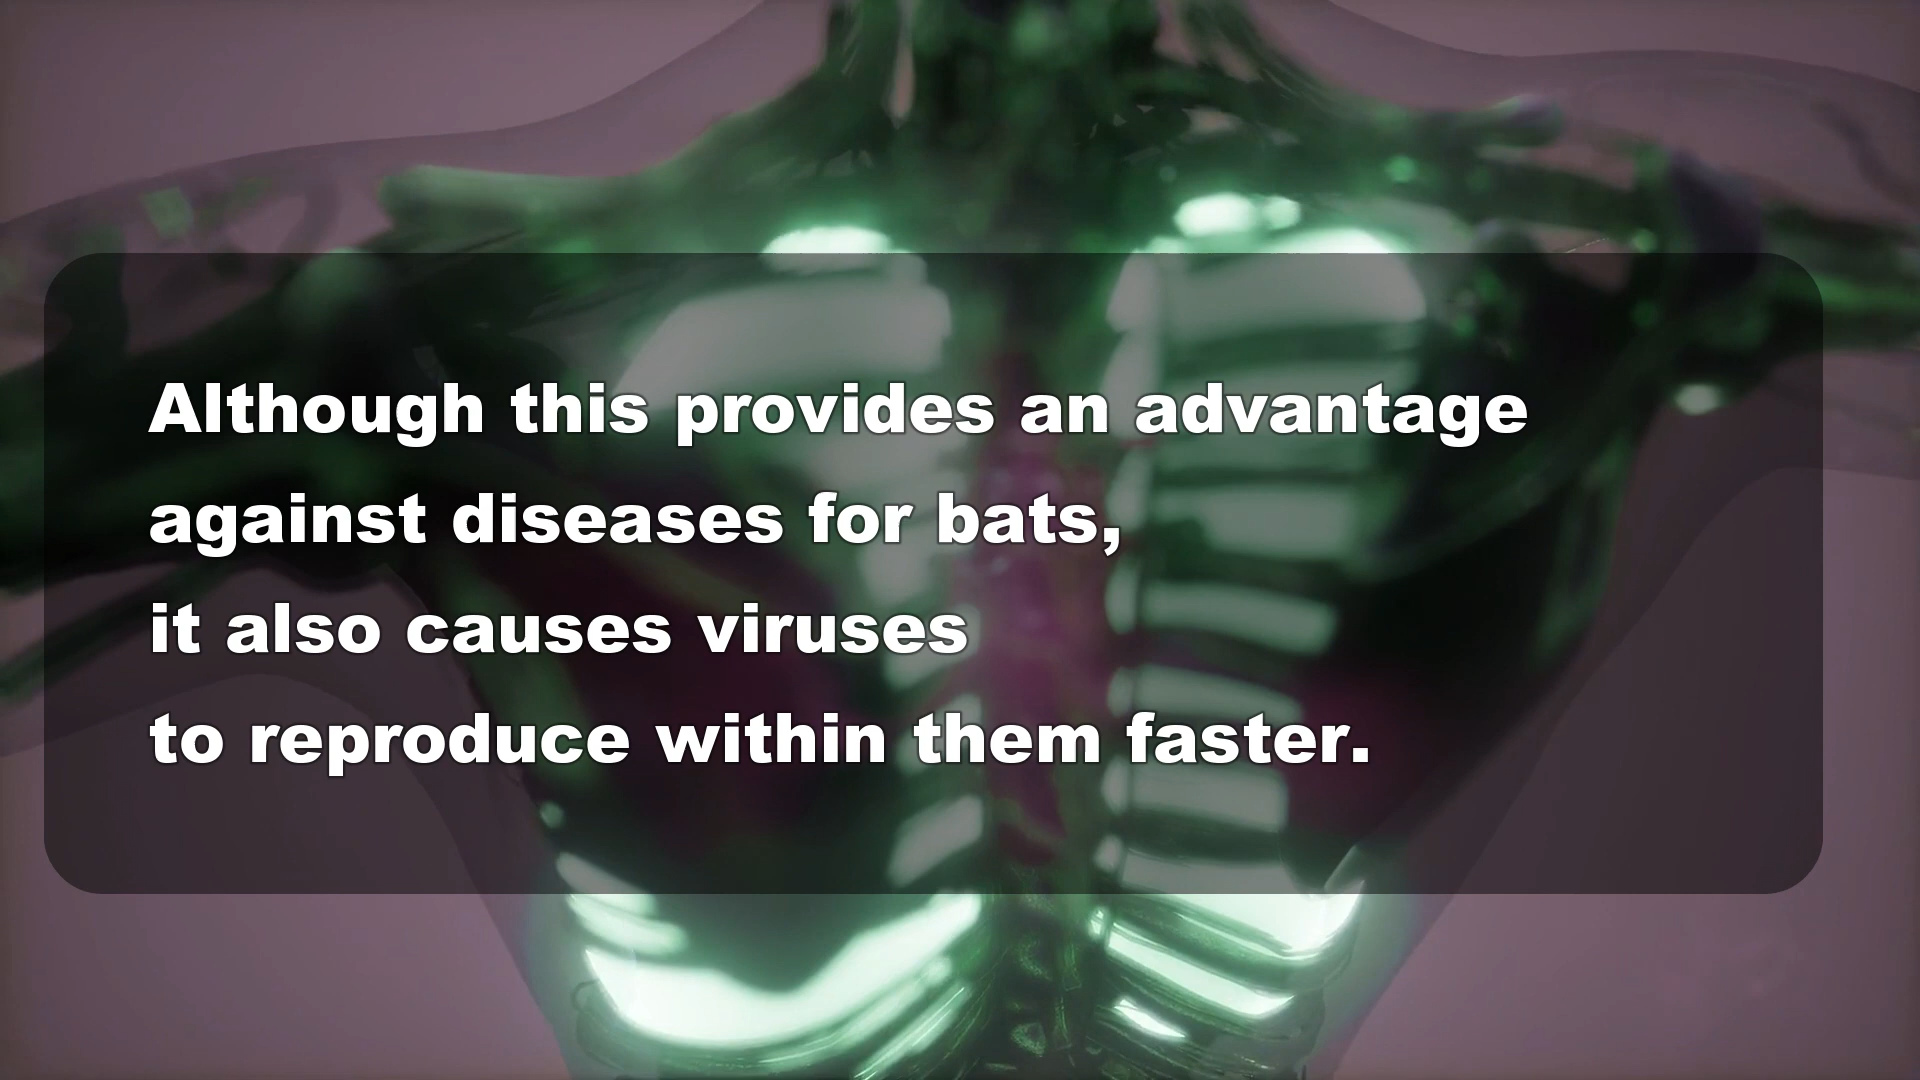 Although this provides an advantage
against diseases for bats,
it also causes viruses
to reproduce within them faster.